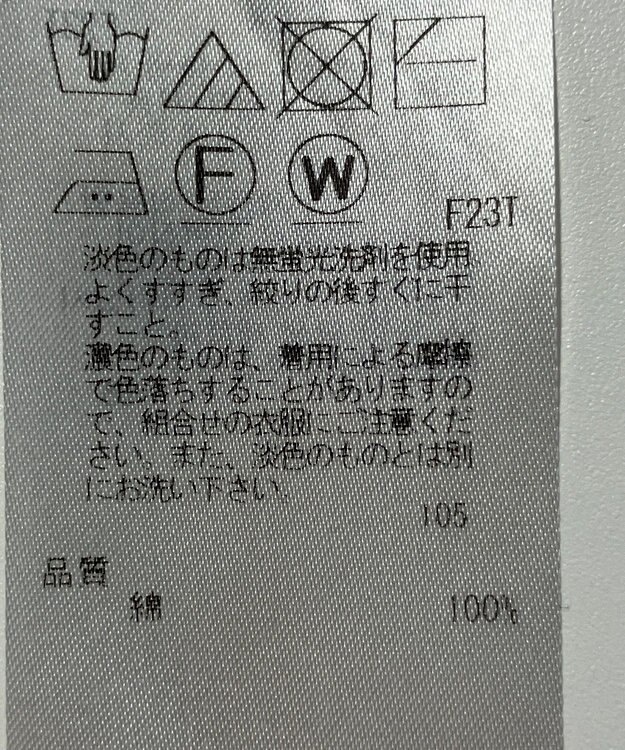 F
W
F23T
淡色のものは無蛍光洗剤を使用
よくすすぎ、絞りの後すぐに干
すこと。
濃色のものは、着用による摩擦
で色落ちすることがありますの
で、組合せの衣服にご注意くだ
さい。また、淡色のものとは別
にお洗い下さい.
105
品質
綿 100%